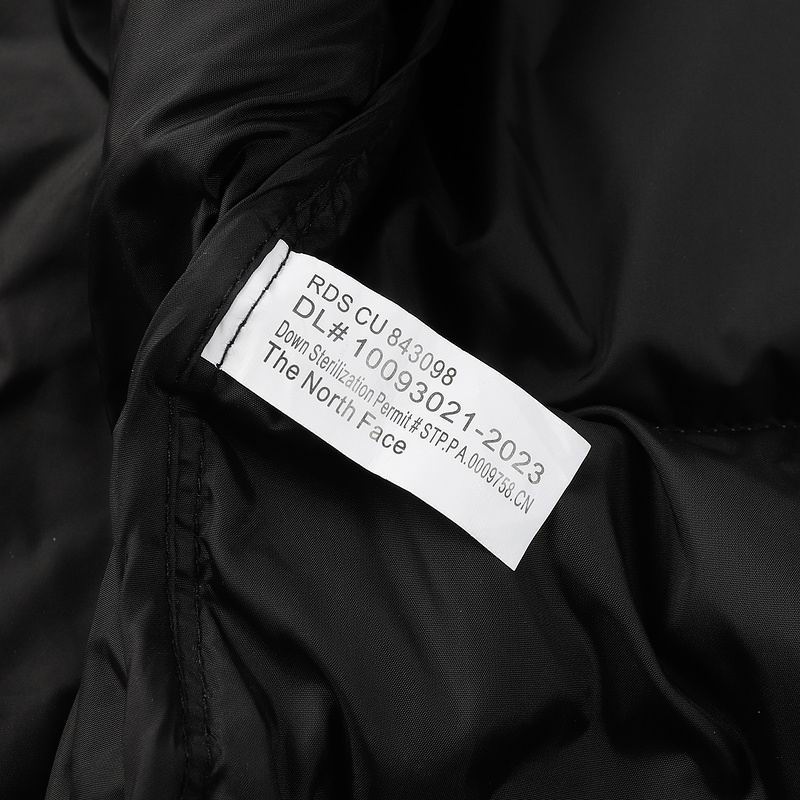 RDS CU 843098
DL# 10093021-2023
Down Sterilization Permit # STP.PA.0009758.CN
The North Face